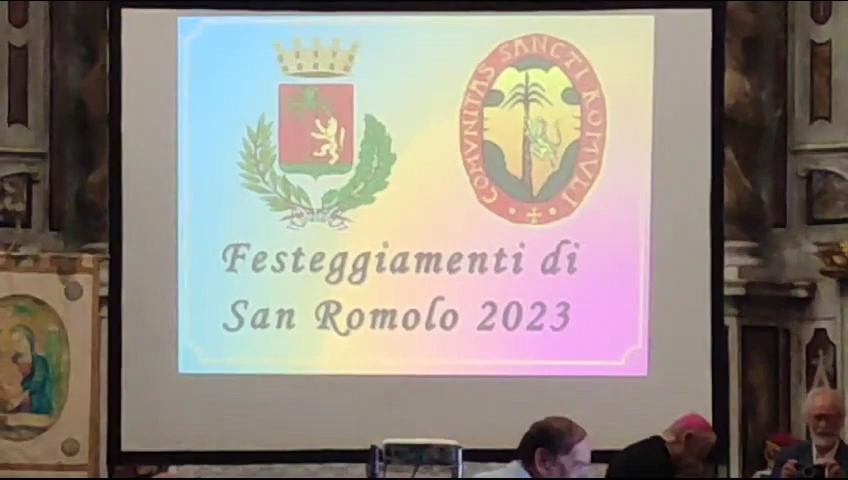 COMVNITAS SANCTI ROMVLI
Festeggiamenti di
San Romolo 2023